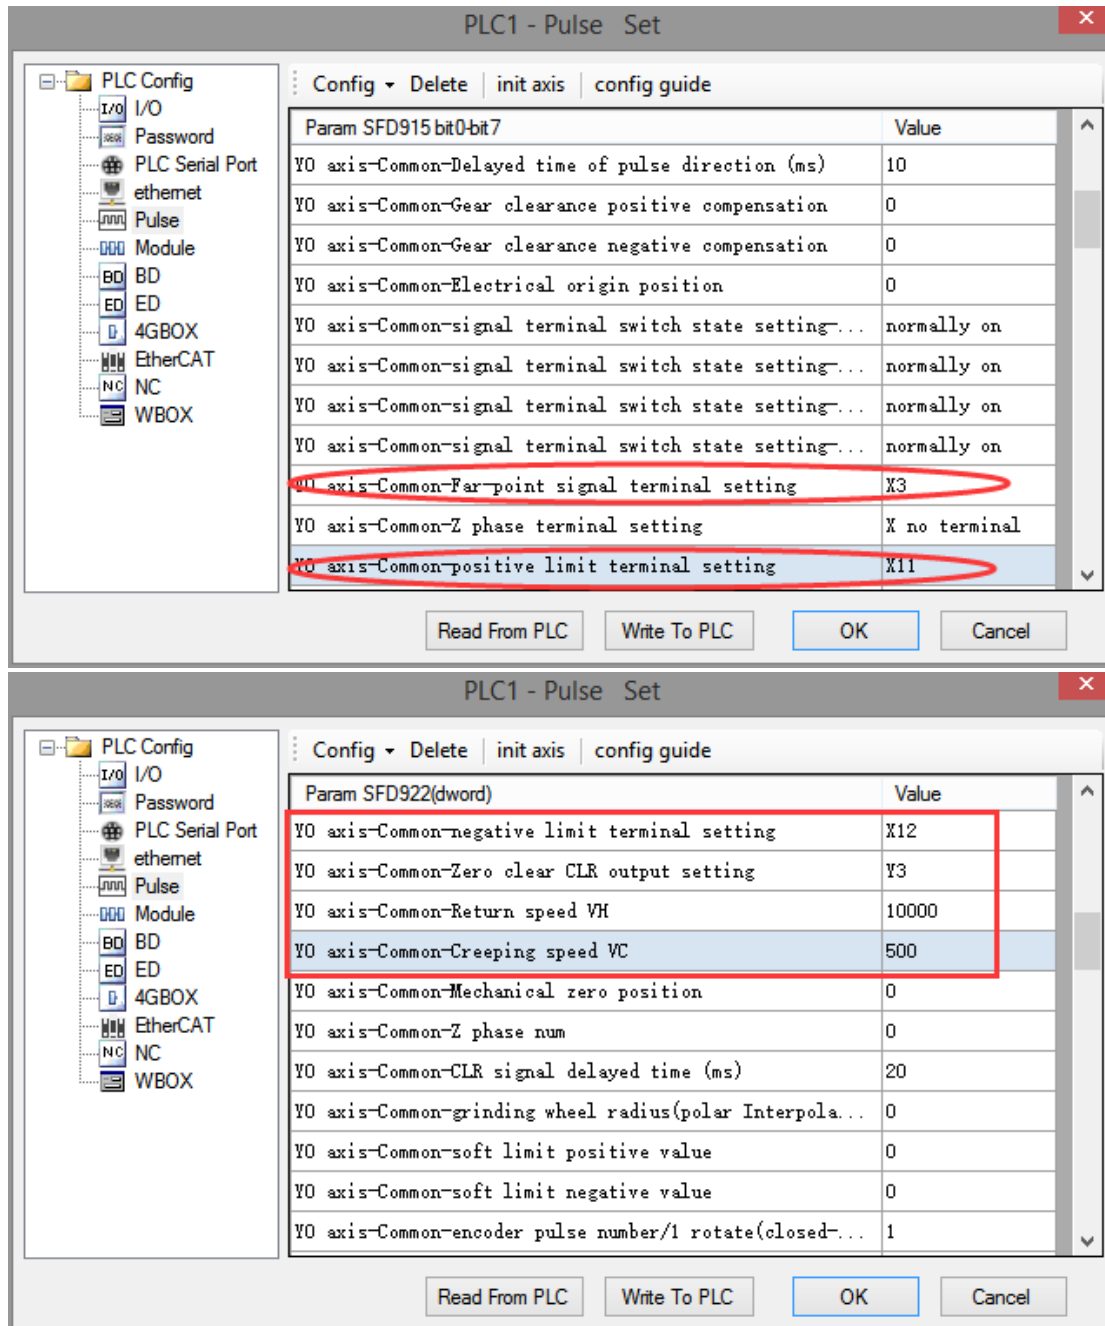 PLC1 - Pulse Set
PLC Config
I/O I/O
Password
PLC Serial Port
ethernet
Pulse
Module
BD BD
ED ED
4GBOX
EtherCAT
NC NC
WBOX
Config Delete init axis config guide
Param SFD915 bit0-bit7 Value
Y0 axis-Common-Delayed time of pulse direction (ms) 10
Y0 axis-Common-Gear clearance positive compensation 0
Y0 axis-Common-Gear clearance negative compensation 0
Y0 axis-Common-Electrical origin position 0
Y0 axis-Common-signal terminal switch state setting-... normally on
Y0 axis-Common-signal terminal switch state setting-... normally on
Y0 axis-Common-signal terminal switch state setting-... normally on
Y0 axis-Common-signal terminal switch state setting-... normally on
Y0 axis-Common-Far-point signal terminal setting X3
Y0 axis-Common-Z phase terminal setting X no terminal
Y0 axis-Common-positive limit terminal setting X11
Read From PLC Write To PLC OK Cancel
PLC1 - Pulse Set
PLC Config
I/O I/O
Password
PLC Serial Port
ethernet
Pulse
Module
BD BD
ED ED
4GBOX
EtherCAT
NC NC
WBOX
Config Delete init axis config guide
Param SFD922(dword) Value
Y0 axis-Common-negative limit terminal setting X12
Y0 axis-Common-Zero clear CLR output setting Y3
Y0 axis-Common-Return speed VH 10000
Y0 axis-Common-Creeping speed VC 500
Y0 axis-Common-Mechanical zero position 0
Y0 axis-Common-Z phase num 0
Y0 axis-Common-CLR signal delayed time (ms) 20
Y0 axis-Common-grinding wheel radius(polar Interpola... 0
Y0 axis-Common-soft limit positive value 0
Y0 axis-Common-soft limit negative value 0
Y0 axis-Common-encoder pulse number/1 rotate(closed-... 1
Read From PLC Write To PLC OK Cancel